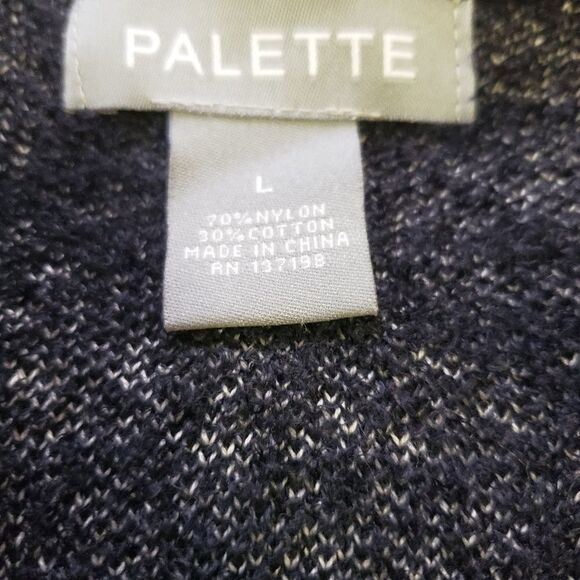 PALETTE
L
70%NYLON
30%COTTON
MADE IN CHINA
RN 137198